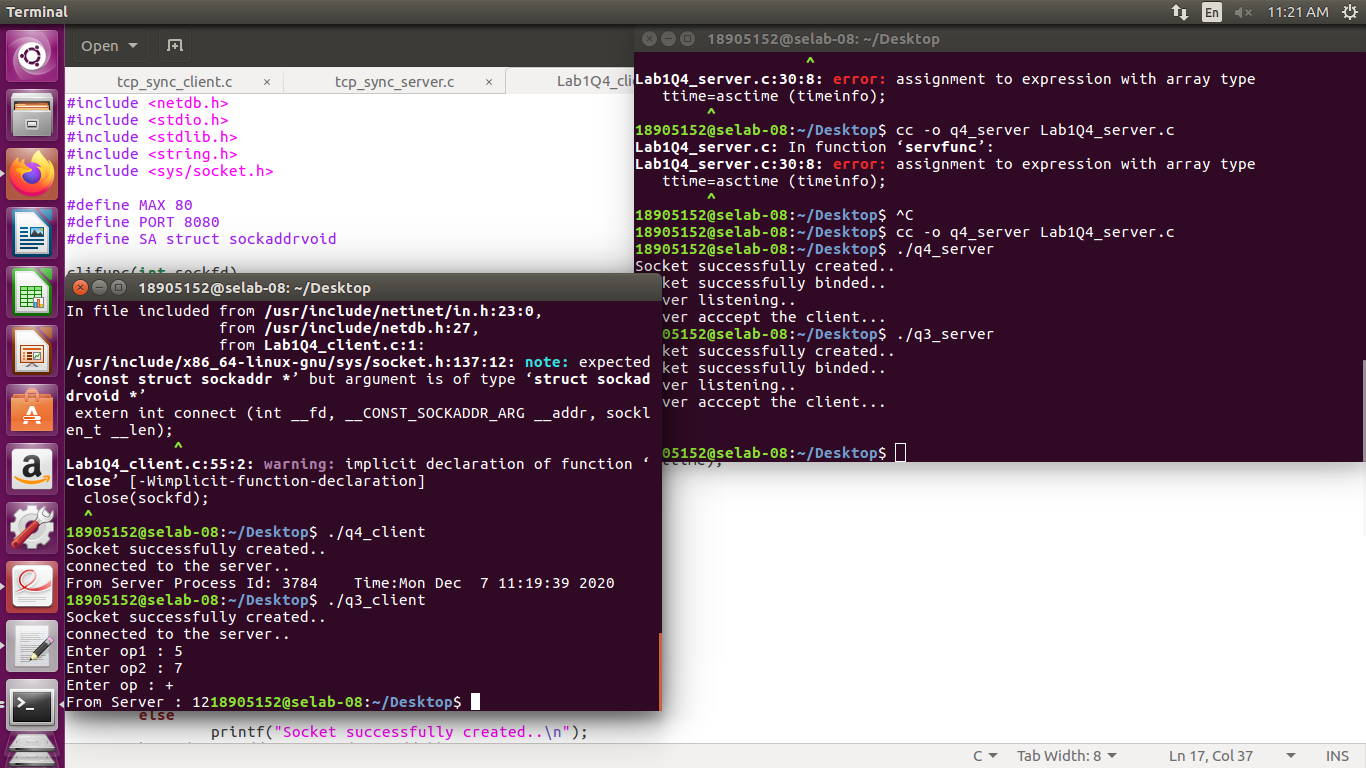 Terminal
En
11:21 AM
Open
tcp_sync_client.c ×
tcp_sync_server.c ×
Lab1Q4_cli
#include <netdb.h>
#include <stdio.h>
#include <stdlib.h>
#include <string.h>
#include <sys/socket.h>
#define MAX 80
#define PORT 8080
#define SA struct sockaddrvoid
clifunc(int sockfd)
18905152@selab-08: ~/Desktop
^
Lab1Q4_server.c:30:8: error: assignment to expression with array type
ttime=asctime (timeinfo);
^
18905152@selab-08:~/Desktop$ cc -o q4_server Lab1Q4_server.c
Lab1Q4_server.c: In function ‘servfunc’:
Lab1Q4_server.c:30:8: error: assignment to expression with array type
ttime=asctime (timeinfo);
^
18905152@selab-08:~/Desktop$ ^C
18905152@selab-08:~/Desktop$ cc -o q4_server Lab1Q4_server.c
18905152@selab-08:~/Desktop$ ./q4_server
Socket successfully created..
ket successfully binded..
ver listening..
ver acccept the client...
05152@selab-08:~/Desktop$ ./q3_server
ket successfully created..
ket successfully binded..
ver listening..
ver acccept the client...
05152@selab-08:~/Desktop$
18905152@selab-08: ~/Desktop
In file included from /usr/include/netinet/in.h:23:0,
from /usr/include/netdb.h:27,
from Lab1Q4_client.c:1:
/usr/include/x86_64-linux-gnu/sys/socket.h:137:12: note: expected
‘const struct sockaddr *’ but argument is of type ‘struct sockad
drvoid *’
extern int connect (int __fd, __CONST_SOCKADDR_ARG __addr, sockl
en_t __len);
^
Lab1Q4_client.c:55:2: warning: implicit declaration of function ‘
close’ [-Wimplicit-function-declaration]
close(sockfd);
^
18905152@selab-08:~/Desktop$ ./q4_client
Socket successfully created..
connected to the server..
From Server Process Id: 3784    Time:Mon Dec  7 11:19:39 2020
18905152@selab-08:~/Desktop$ ./q3_client
Socket successfully created..
connected to the server..
Enter op1 : 5
Enter op2 : 7
Enter op : +
From Server : 1218905152@selab-08:~/Desktop$
else
printf("Socket successfully created..\n");
C
Tab Width: 8
Ln 17, Col 37
INS